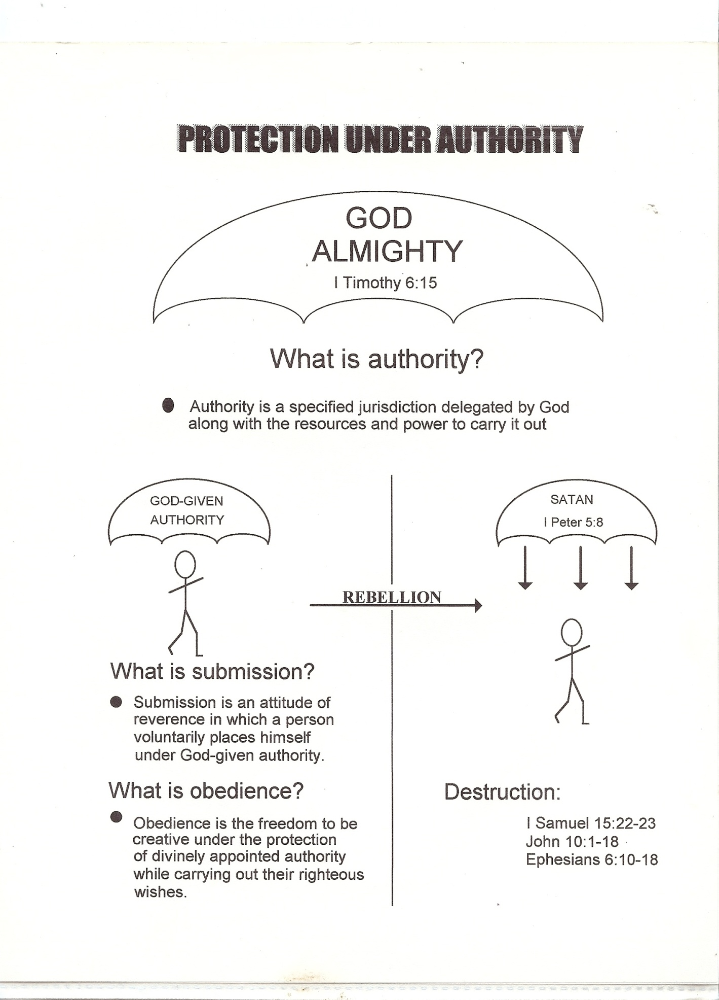 PROTECTION UNDER AUTHORITY
GOD
ALMIGHTY
I Timothy 6:15
What is authority?
● Authority is a specified jurisdiction delegated by God
along with the resources and power to carry it out
GOD-GIVEN
AUTHORITY
SATAN
I Peter 5:8
REBELLION
What is submission?
● Submission is an attitude of
reverence in which a person
voluntarily places himself
under God-given authority.
What is obedience?
● Obedience is the freedom to be
creative under the protection
of divinely appointed authority
while carrying out their righteous
wishes.
Destruction:
I Samuel 15:22-23
John 10:1-18
Ephesians 6:10-18